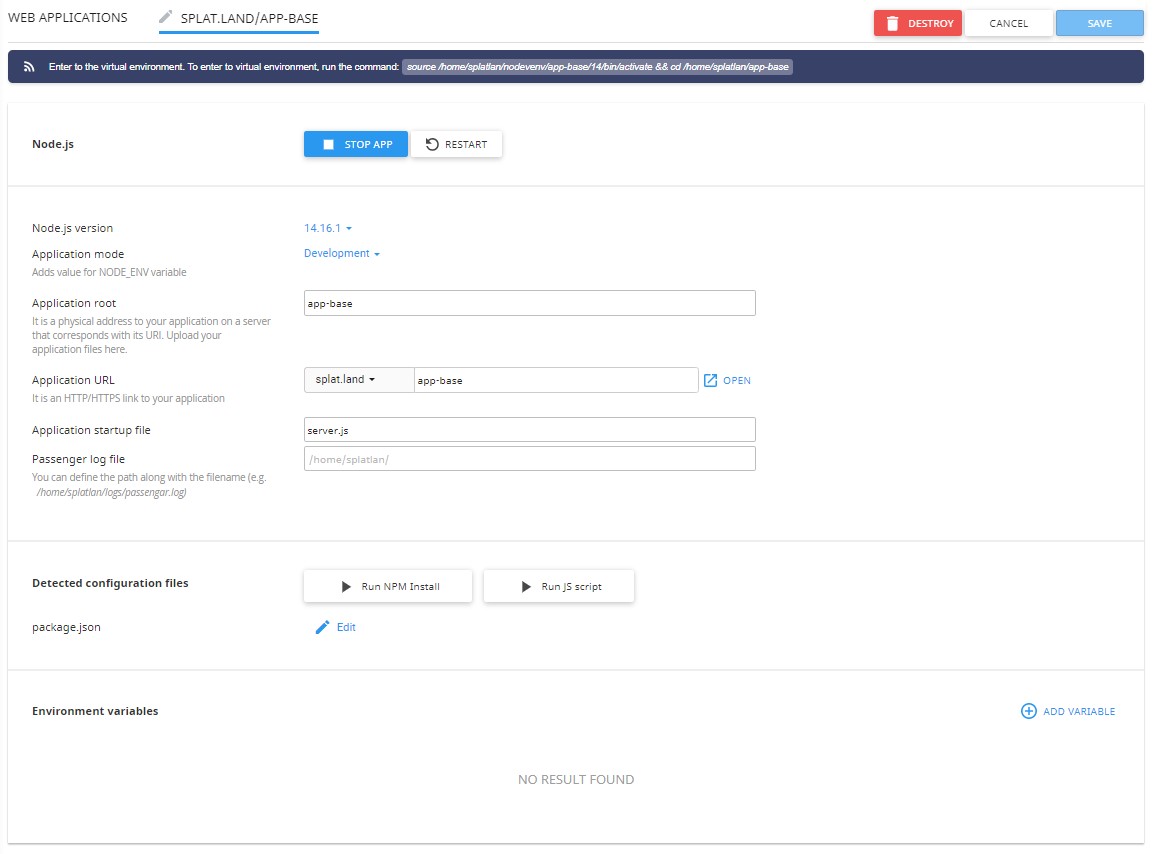 WEB APPLICATIONS
SPLAT.LAND/APP-BASE
DESTROY
CANCEL
SAVE
Enter to the virtual environment. To enter to virtual environment, run the command: source /home/splatlan/nodevenv/app-base/14/bin/activate && cd /home/splatlan/app-base
Node.js
STOP APP
RESTART
Node.js version
14.16.1
Application mode
Development
Adds value for NODE_ENV variable
Application root
app-base
It is a physical address to your application on a server
that corresponds with its URI. Upload your
application files here.
Application URL
splat.land
app-base
OPEN
It is an HTTP/HTTPS link to your application
Application startup file
server.js
Passenger log file
/home/splatlan/
You can define the path along with the filename (e.g.
/home/splatlan/logs/passengar.log)
Detected configuration files
Run NPM Install
Run JS script
package.json
Edit
Environment variables
ADD VARIABLE
NO RESULT FOUND